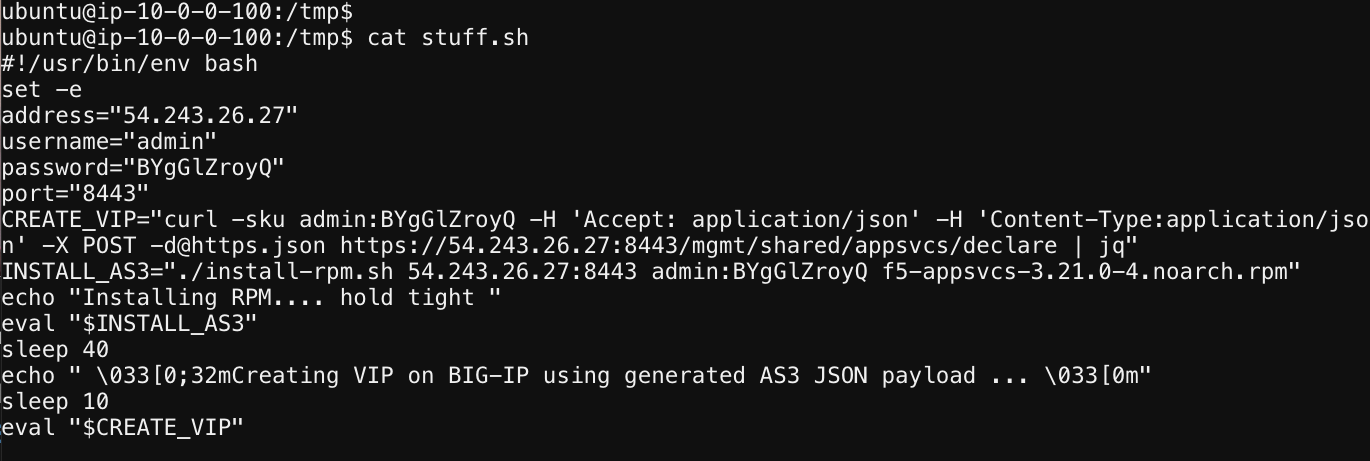 ubuntu@ip-10-0-0-100:/tmp$
ubuntu@ip-10-0-0-100:/tmp$ cat stuff.sh
#!/usr/bin/env bash
set -e
address="54.243.26.27"
username="admin"
password="BYgGlZroyQ"
port="8443"
CREATE_VIP="curl -sku admin:BYgGlZroyQ -H 'Accept: application/json' -H 'Content-Type:application/jso
n' -X POST -d@https.json https://54.243.26.27:8443/mgmt/shared/appsvcs/declare | jq"
INSTALL_AS3="./install-rpm.sh 54.243.26.27:8443 admin:BYgGlZroyQ f5-appsvcs-3.21.0-4.noarch.rpm"
echo "Installing RPM.... hold tight "
eval "$INSTALL_AS3"
sleep 40
echo " \033[0;32mCreating VIP on BIG-IP using generated AS3 JSON payload ... \033[0m"
sleep 10
eval "$CREATE_VIP"